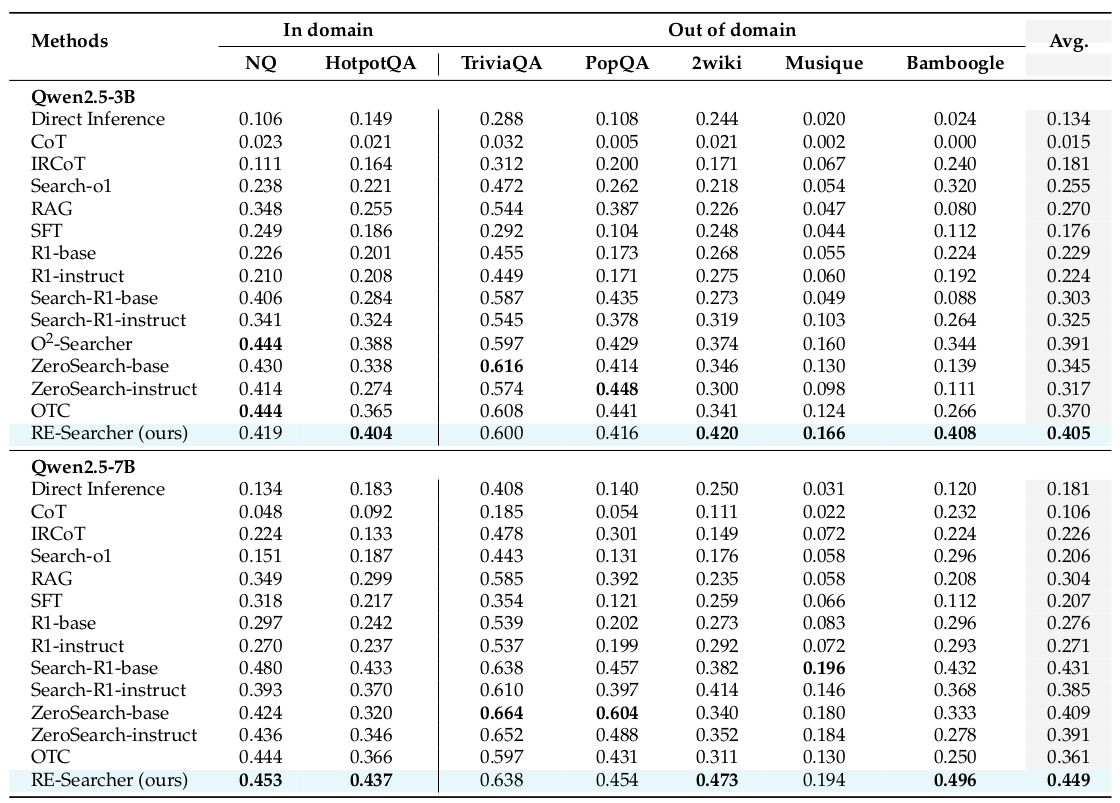 Methods In domain Out of domain Avg.
NQ HotpotQA TriviaQA PopQA 2wiki Musique Bamboogle
Qwen2.5-3B
Direct Inference 0.106 0.149 0.288 0.108 0.244 0.020 0.024 0.134
CoT 0.023 0.021 0.032 0.005 0.021 0.002 0.000 0.015
IRCoT 0.111 0.164 0.312 0.200 0.171 0.067 0.240 0.181
Search-o1 0.238 0.221 0.472 0.262 0.218 0.054 0.320 0.255
RAG 0.348 0.255 0.544 0.387 0.226 0.047 0.080 0.270
SFT 0.249 0.186 0.292 0.104 0.248 0.044 0.112 0.176
R1-base 0.226 0.201 0.455 0.173 0.268 0.055 0.224 0.229
R1-instruct 0.210 0.208 0.449 0.171 0.275 0.060 0.192 0.224
Search-R1-base 0.406 0.284 0.587 0.435 0.273 0.049 0.088 0.303
Search-R1-instruct 0.341 0.324 0.545 0.378 0.319 0.103 0.264 0.325
O²-Searcher 0.444 0.388 0.597 0.429 0.374 0.160 0.344 0.391
ZeroSearch-base 0.430 0.338 0.616 0.414 0.346 0.130 0.139 0.345
ZeroSearch-instruct 0.414 0.274 0.574 0.448 0.300 0.098 0.111 0.317
OTC 0.444 0.365 0.608 0.441 0.341 0.124 0.266 0.370
RE-Searcher (ours) 0.419 0.404 0.600 0.416 0.420 0.166 0.408 0.405
Qwen2.5-7B
Direct Inference 0.134 0.183 0.408 0.140 0.250 0.031 0.120 0.181
CoT 0.048 0.092 0.185 0.054 0.111 0.022 0.232 0.106
IRCoT 0.224 0.133 0.478 0.301 0.149 0.072 0.224 0.226
Search-o1 0.151 0.187 0.443 0.131 0.176 0.058 0.296 0.206
RAG 0.349 0.299 0.585 0.392 0.235 0.058 0.208 0.304
SFT 0.318 0.217 0.354 0.121 0.259 0.066 0.112 0.207
R1-base 0.297 0.242 0.539 0.202 0.273 0.083 0.296 0.276
R1-instruct 0.270 0.237 0.537 0.199 0.292 0.072 0.293 0.271
Search-R1-base 0.480 0.433 0.638 0.457 0.382 0.196 0.432 0.431
Search-R1-instruct 0.393 0.370 0.610 0.397 0.414 0.146 0.368 0.385
ZeroSearch-base 0.424 0.320 0.664 0.604 0.340 0.180 0.333 0.409
ZeroSearch-instruct 0.436 0.346 0.652 0.488 0.352 0.184 0.278 0.391
OTC 0.444 0.366 0.597 0.431 0.311 0.130 0.250 0.361
RE-Searcher (ours) 0.453 0.437 0.638 0.454 0.473 0.194 0.496 0.449